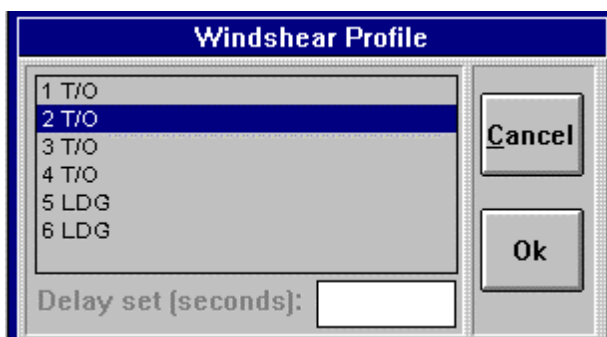 Windshear Profile
1 T/O
2 T/O
3 T/O
4 T/O
5 LDG
6 LDG
Delay set (seconds):
Cancel
Ok